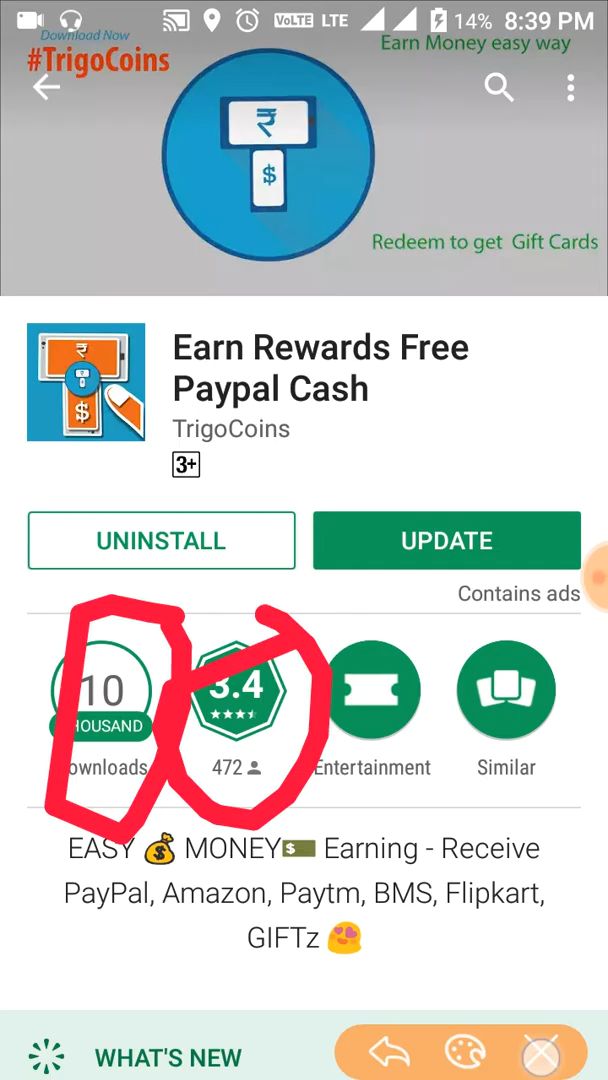 VoLTE LTE 14% 8:39 PM
Download Now
#TrigoCoins
Earn Money easy way
₹
$
Redeem to get Gift Cards
Earn Rewards Free
Paypal Cash
TrigoCoins
3+
UNINSTALL
UPDATE
Contains ads
10
HOUSAND
ownloads
3.4
472
Entertainment
Similar
EASY 💰 MONEY💵 Earning - Receive
PayPal, Amazon, Paytm, BMS, Flipkart,
GIFTz 😍
WHAT'S NEW